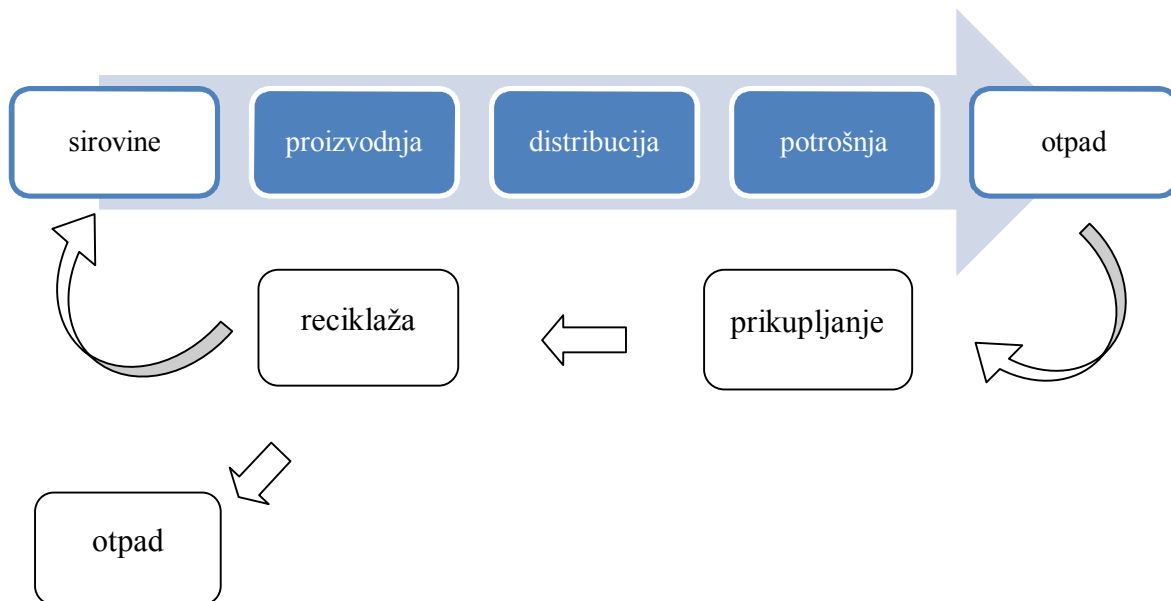 sirovine
proizvodnja
distribucija
potrošnja
otpad
reciklaža
prikupljanje
otpad